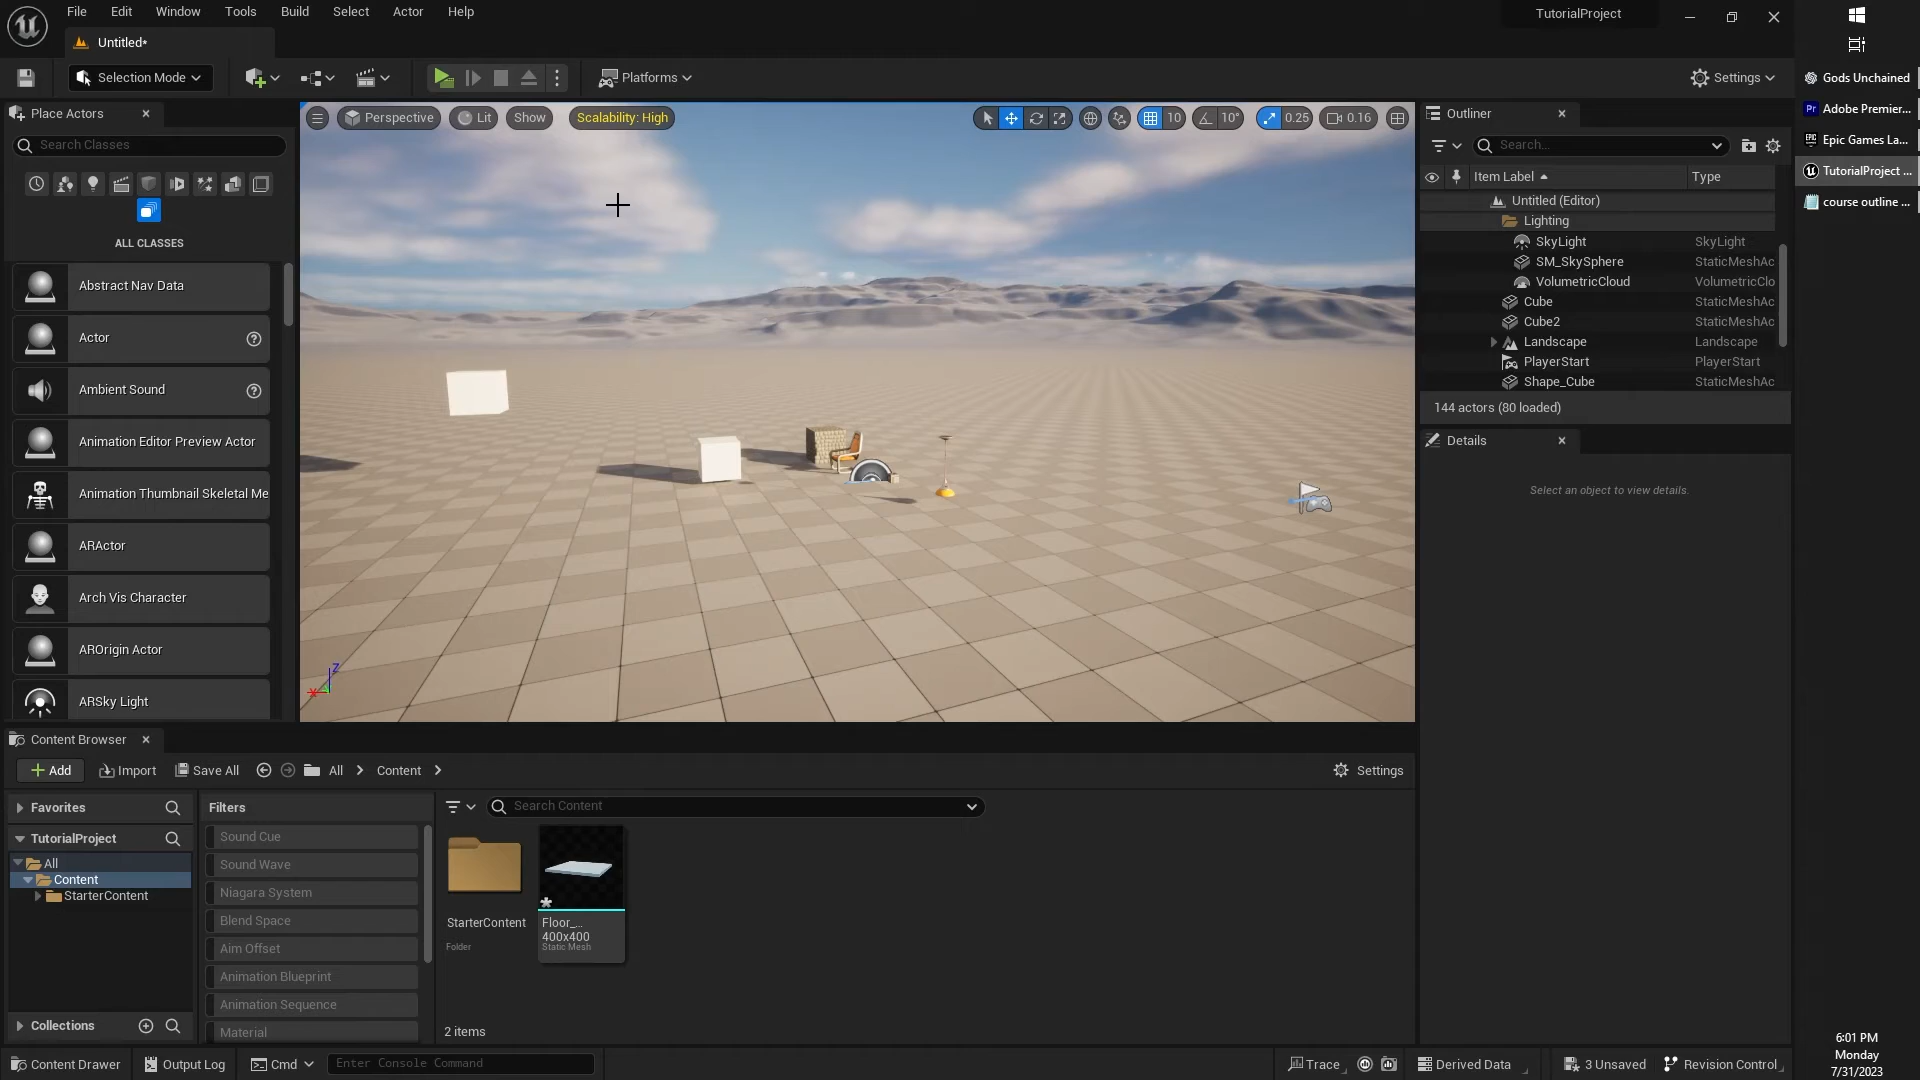 File Edit Window Tools Build Select Actor Help
TutorialProject
Untitled*
Selection Mode
Platforms
Settings
Place Actors
Search Classes
ALL CLASSES
Abstract Nav Data
Actor
Ambient Sound
Animation Editor Preview Actor
Animation Thumbnail Skeletal Me
ARActor
Arch Vis Character
AROrigin Actor
ARSky Light
Perspective Lit Show Scalability: High
10 10° 0.25 0.16
Z
X
Outliner
Search...
Item Label Type
Untitled (Editor)
Lighting
SkyLight SkyLight
SM_SkySphere StaticMeshAc
VolumetricCloud VolumetricClo
Cube StaticMeshAc
Cube2 StaticMeshAc
Landscape Landscape
PlayerStart PlayerStart
Shape_Cube StaticMeshAc
144 actors (80 loaded)
Details
Select an object to view details.
Content Browser
Add Import Save All All Content Settings
Favorites
TutorialProject
All
Content
StarterContent
Collections
Filters
Sound Cue
Sound Wave
Niagara System
Blend Space
Aim Offset
Animation Blueprint
Animation Sequence
Material
Search Content
StarterContent
Folder
Floor_...
400x400
Static Mesh
2 items
Content Drawer Output Log Cmd Enter Console Command
Trace Derived Data 3 Unsaved Revision Control
Gods Unchained
Pr Adobe Premier...
EPIC Epic Games La...
TutorialProject ...
course outline ...
6:01 PM
Monday
7/31/2023